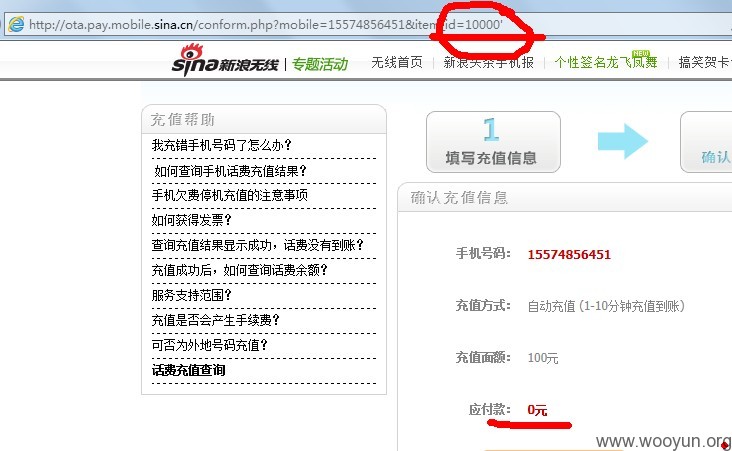 http://ota.pay.mobile.sina.cn/conform.php?mobile=15574856451&itemeid=10000'
sina新浪无线 | 专题活动 无线首页 | 新浪头条手机报 | 个性签名龙飞凤舞 NEW | 搞笑贺卡
充值帮助
我充错手机号码了怎么办？
如何查询手机话费充值结果？
手机欠费停机充值的注意事项
如何获得发票？
查询充值结果显示成功，话费没有到账？
充值成功后，如何查询话费余额？
服务支持范围？
充值是否会产生手续费？
可否为外地号码充值？
话费充值查询
1
填写充值信息
确认
确认充值信息
手机号码： 15574856451
充值方式： 自动充值 (1-10分钟充值到账)
充值面额： 100元
应付款： 0元
www.wooyun.org